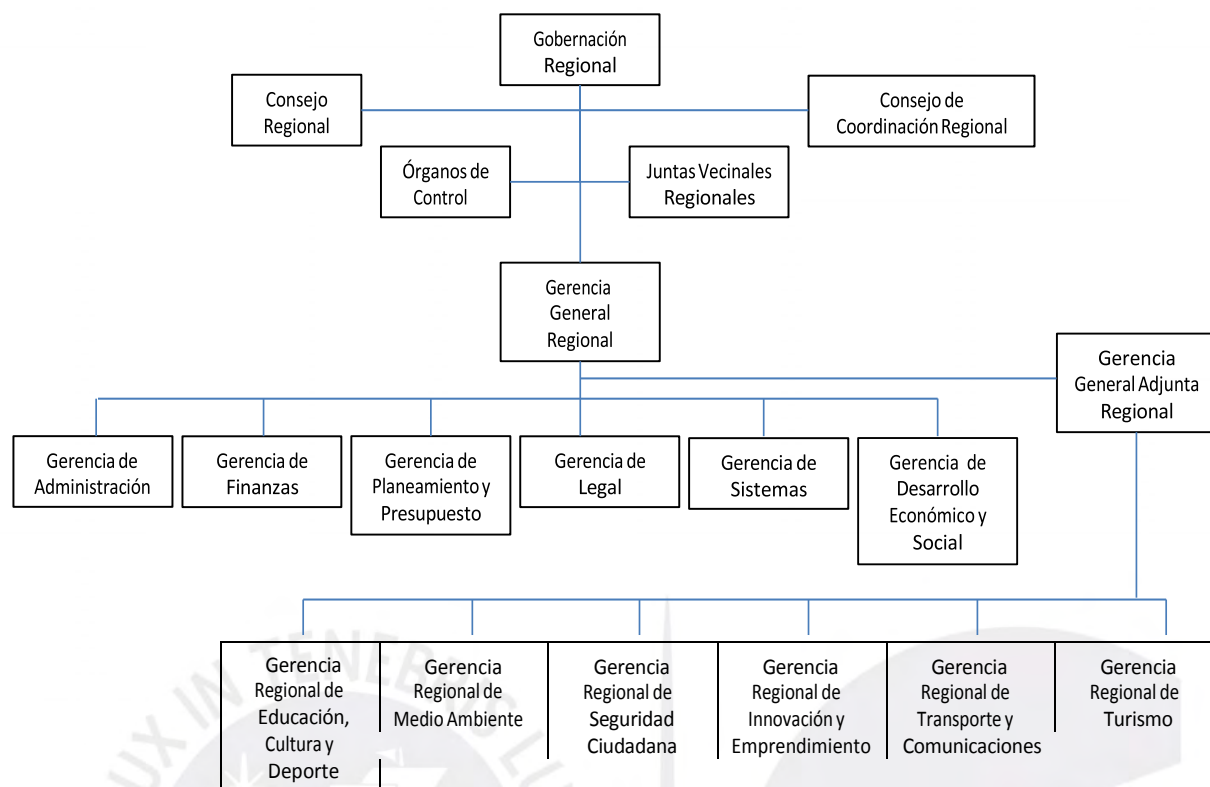 Gobernación
Regional
Consejo
Regional
Consejo de
Coordinación Regional
Órganos de
Control
Juntas Vecinales
Regionales
Gerencia
General
Regional
Gerencia
General Adjunta
Regional
Gerencia de
Administración
Gerencia de
Finanzas
Gerencia de
Planeamiento y
Presupuesto
Gerencia de
Legal
Gerencia de
Sistemas
Gerencia de
Desarrollo
Económico y
Social
Gerencia
Regional de
Educación,
Cultura y
Deporte
Gerencia
Regional de
Medio Ambiente
Gerencia
Regional de
Seguridad
Ciudadana
Gerencia
Regional de
Innovación y
Emprendimiento
Gerencia
Regional de
Transporte y
Comunicaciones
Gerencia
Regional de
Turismo
IN TENEBRIS